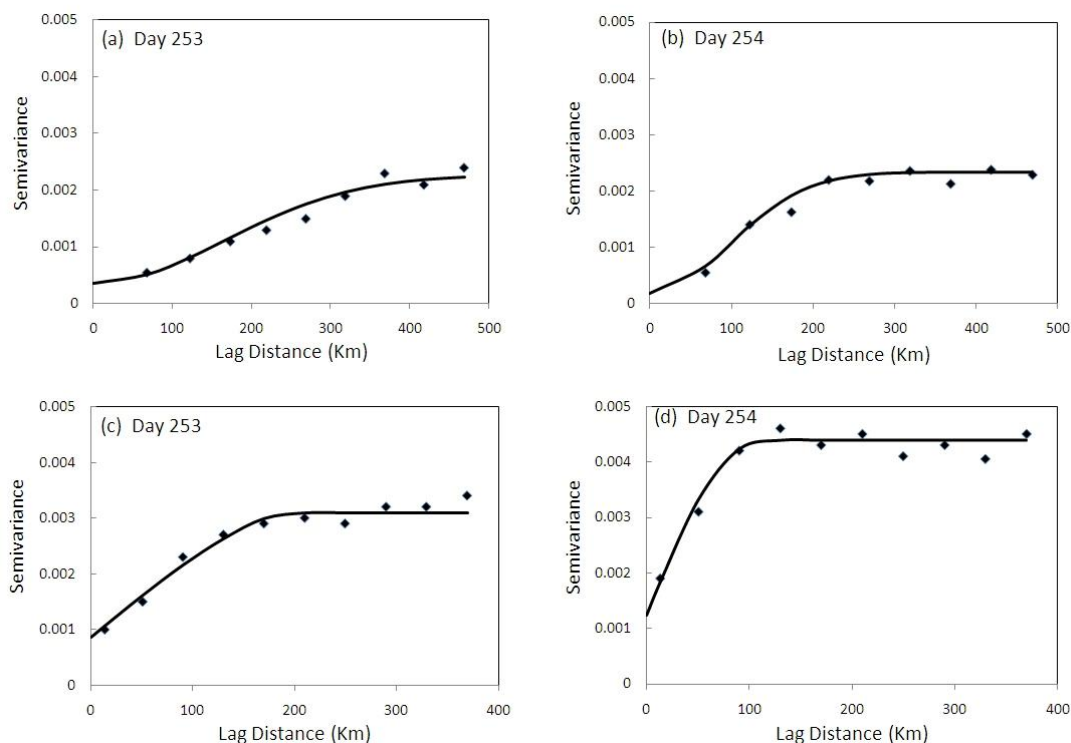 (a) Day 253
Semivariance
0.005
0.004
0.003
0.002
0.001
0
0 100 200 300 400 500
Lag Distance (Km)
(b) Day 254
Semivariance
0.005
0.004
0.003
0.002
0.001
0
0 100 200 300 400 500
Lag Distance (Km)
(c) Day 253
Semivariance
0.005
0.004
0.003
0.002
0.001
0
0 100 200 300 400
Lag Distance (Km)
(d) Day 254
Semivariance
0.005
0.004
0.003
0.002
0.001
0
0 100 200 300 400
Lag Distance (Km)